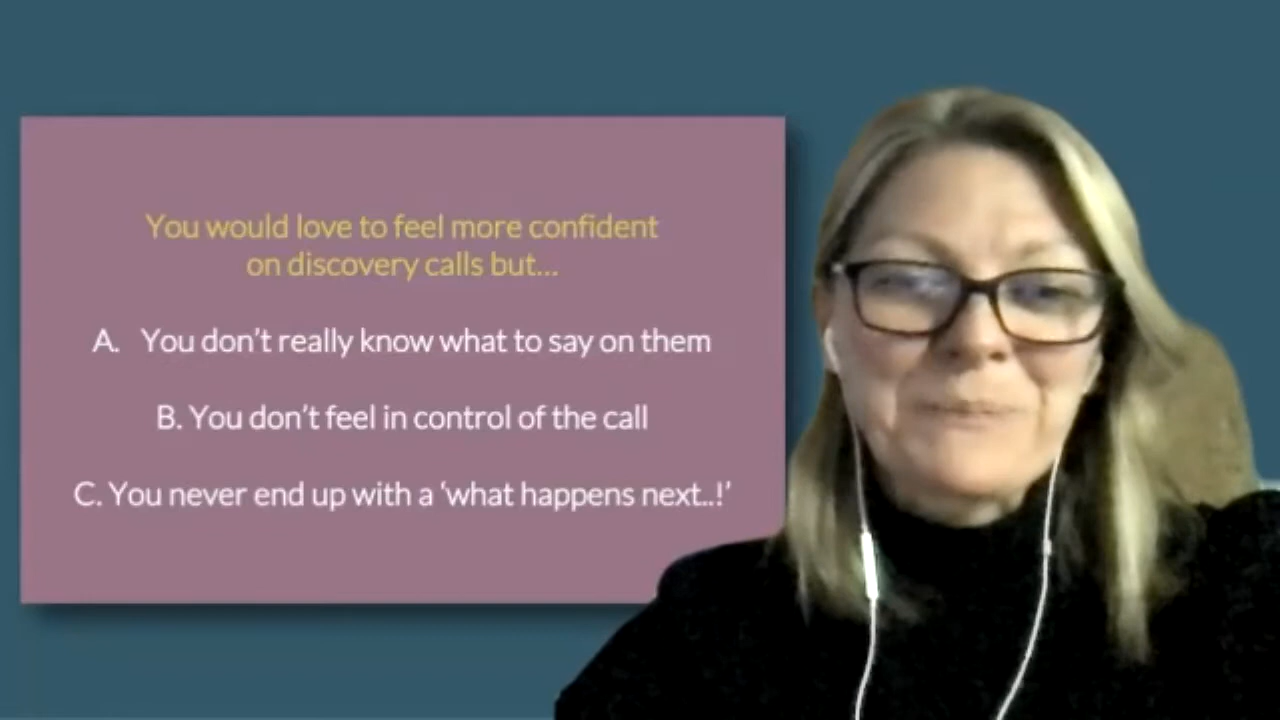 You would love to feel more confident
on discovery calls but...
A. You don't really know what to say on them
B. You don't feel in control of the call
C. You never end up with a ‘what happens next..!’